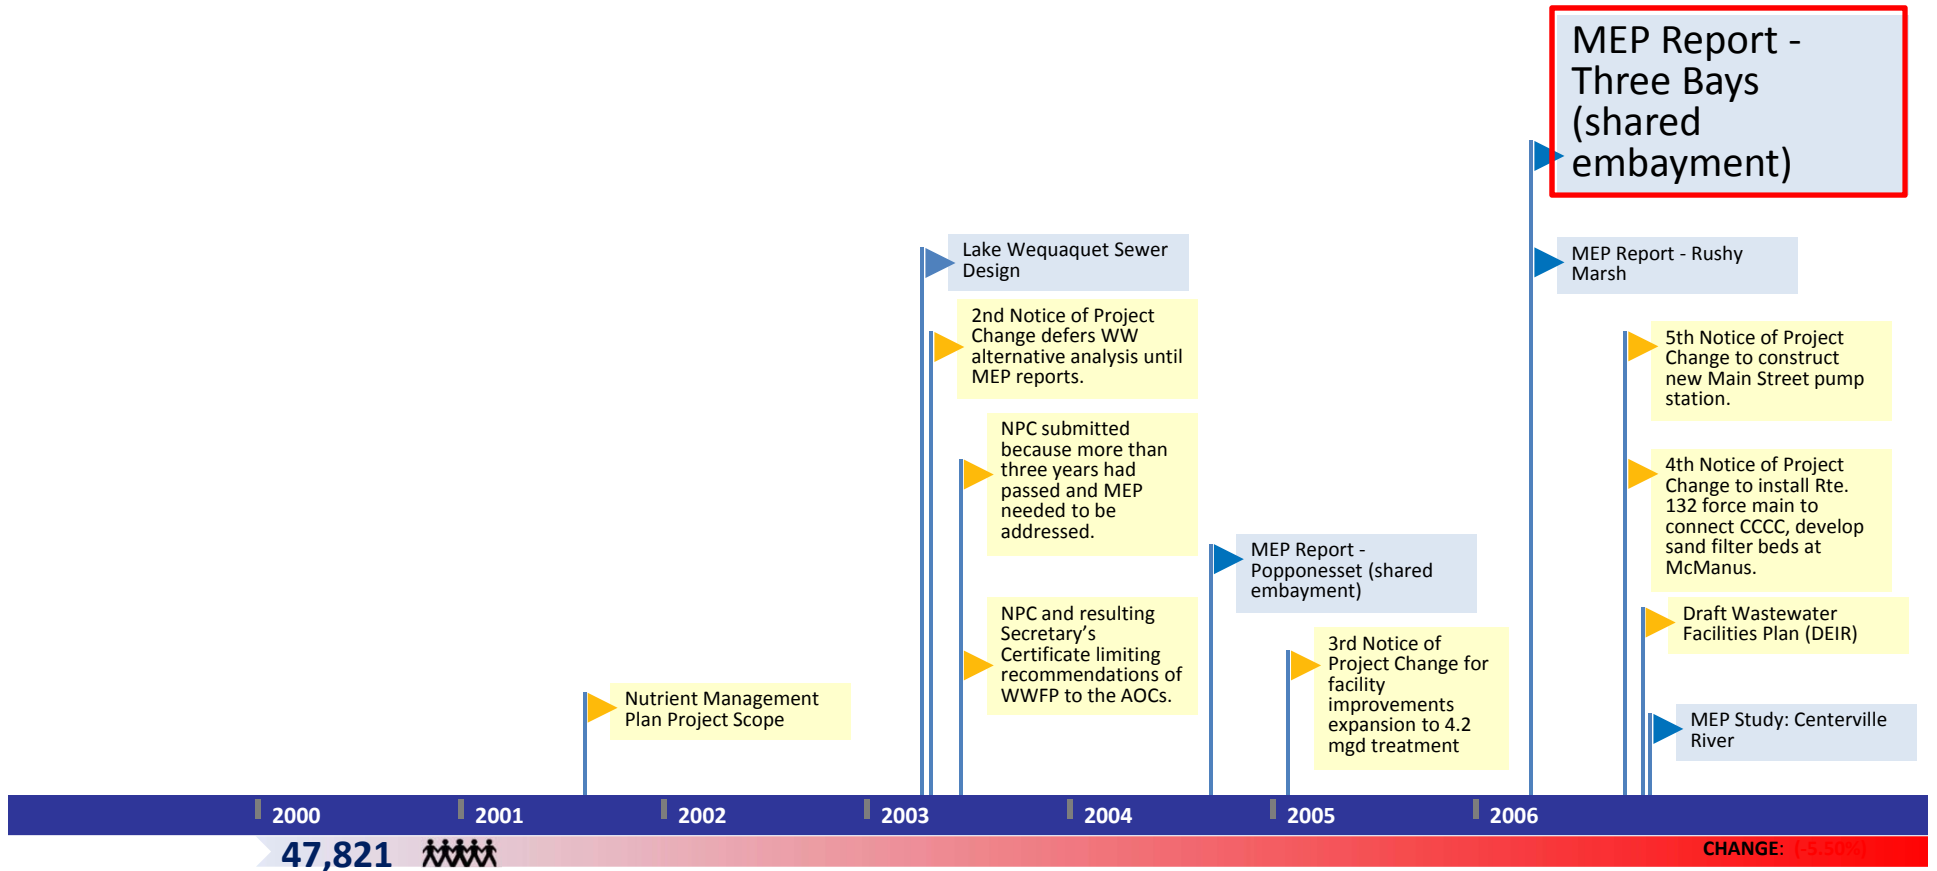 MEP Report -
Three Bays
(shared
embayment)
Lake Wequaquet Sewer
Design
MEP Report - Rushy
Marsh
2nd Notice of Project
Change defers WW
alternative analysis until
MEP reports.
5th Notice of Project
Change to construct
new Main Street pump
station.
NPC submitted
because more than
three years had
passed and MEP
needed to be
addressed.
4th Notice of Project
Change to install Rte.
132 force main to
connect CCCC, develop
sand filter beds at
McManus.
MEP Report -
Popponesset (shared
embayment)
NPC and resulting
Secretary’s
Certificate limiting
recommendations of
WWFP to the AOCs.
Draft Wastewater
Facilities Plan (DEIR)
3rd Notice of
Project Change for
facility
improvements
expansion to 4.2
mgd treatment
Nutrient Management
Plan Project Scope
MEP Study: Centerville
River
2000 2001 2002 2003 2004 2005 2006
47,821 CHANGE: (-5.50%)